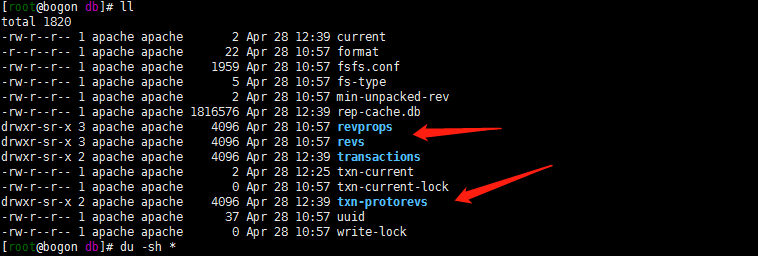 [root@bogon db]# ll
total 1820
-rw-r--r-- 1 apache apache       2 Apr 28 12:39 current
-r--r--r-- 1 apache apache      22 Apr 28 10:57 format
-rw-r--r-- 1 apache apache    1959 Apr 28 10:57 fsfs.conf
-rw-r--r-- 1 apache apache       5 Apr 28 10:57 fs-type
-rw-r--r-- 1 apache apache       2 Apr 28 10:57 min-unpacked-rev
-rw-r--r-- 1 apache apache 1816576 Apr 28 12:39 rep-cache.db
drwxr-sr-x 3 apache apache    4096 Apr 28 10:57 revprops
drwxr-sr-x 3 apache apache    4096 Apr 28 10:57 revs
drwxr-sr-x 2 apache apache    4096 Apr 28 12:39 transactions
-rw-r--r-- 1 apache apache       2 Apr 28 12:25 txn-current
-rw-r--r-- 1 apache apache       0 Apr 28 10:57 txn-current-lock
drwxr-sr-x 2 apache apache    4096 Apr 28 12:39 txn-protorevs
-rw-r--r-- 1 apache apache      37 Apr 28 10:57 uuid
-rw-r--r-- 1 apache apache       0 Apr 28 10:57 write-lock
[root@bogon db]# du -sh *